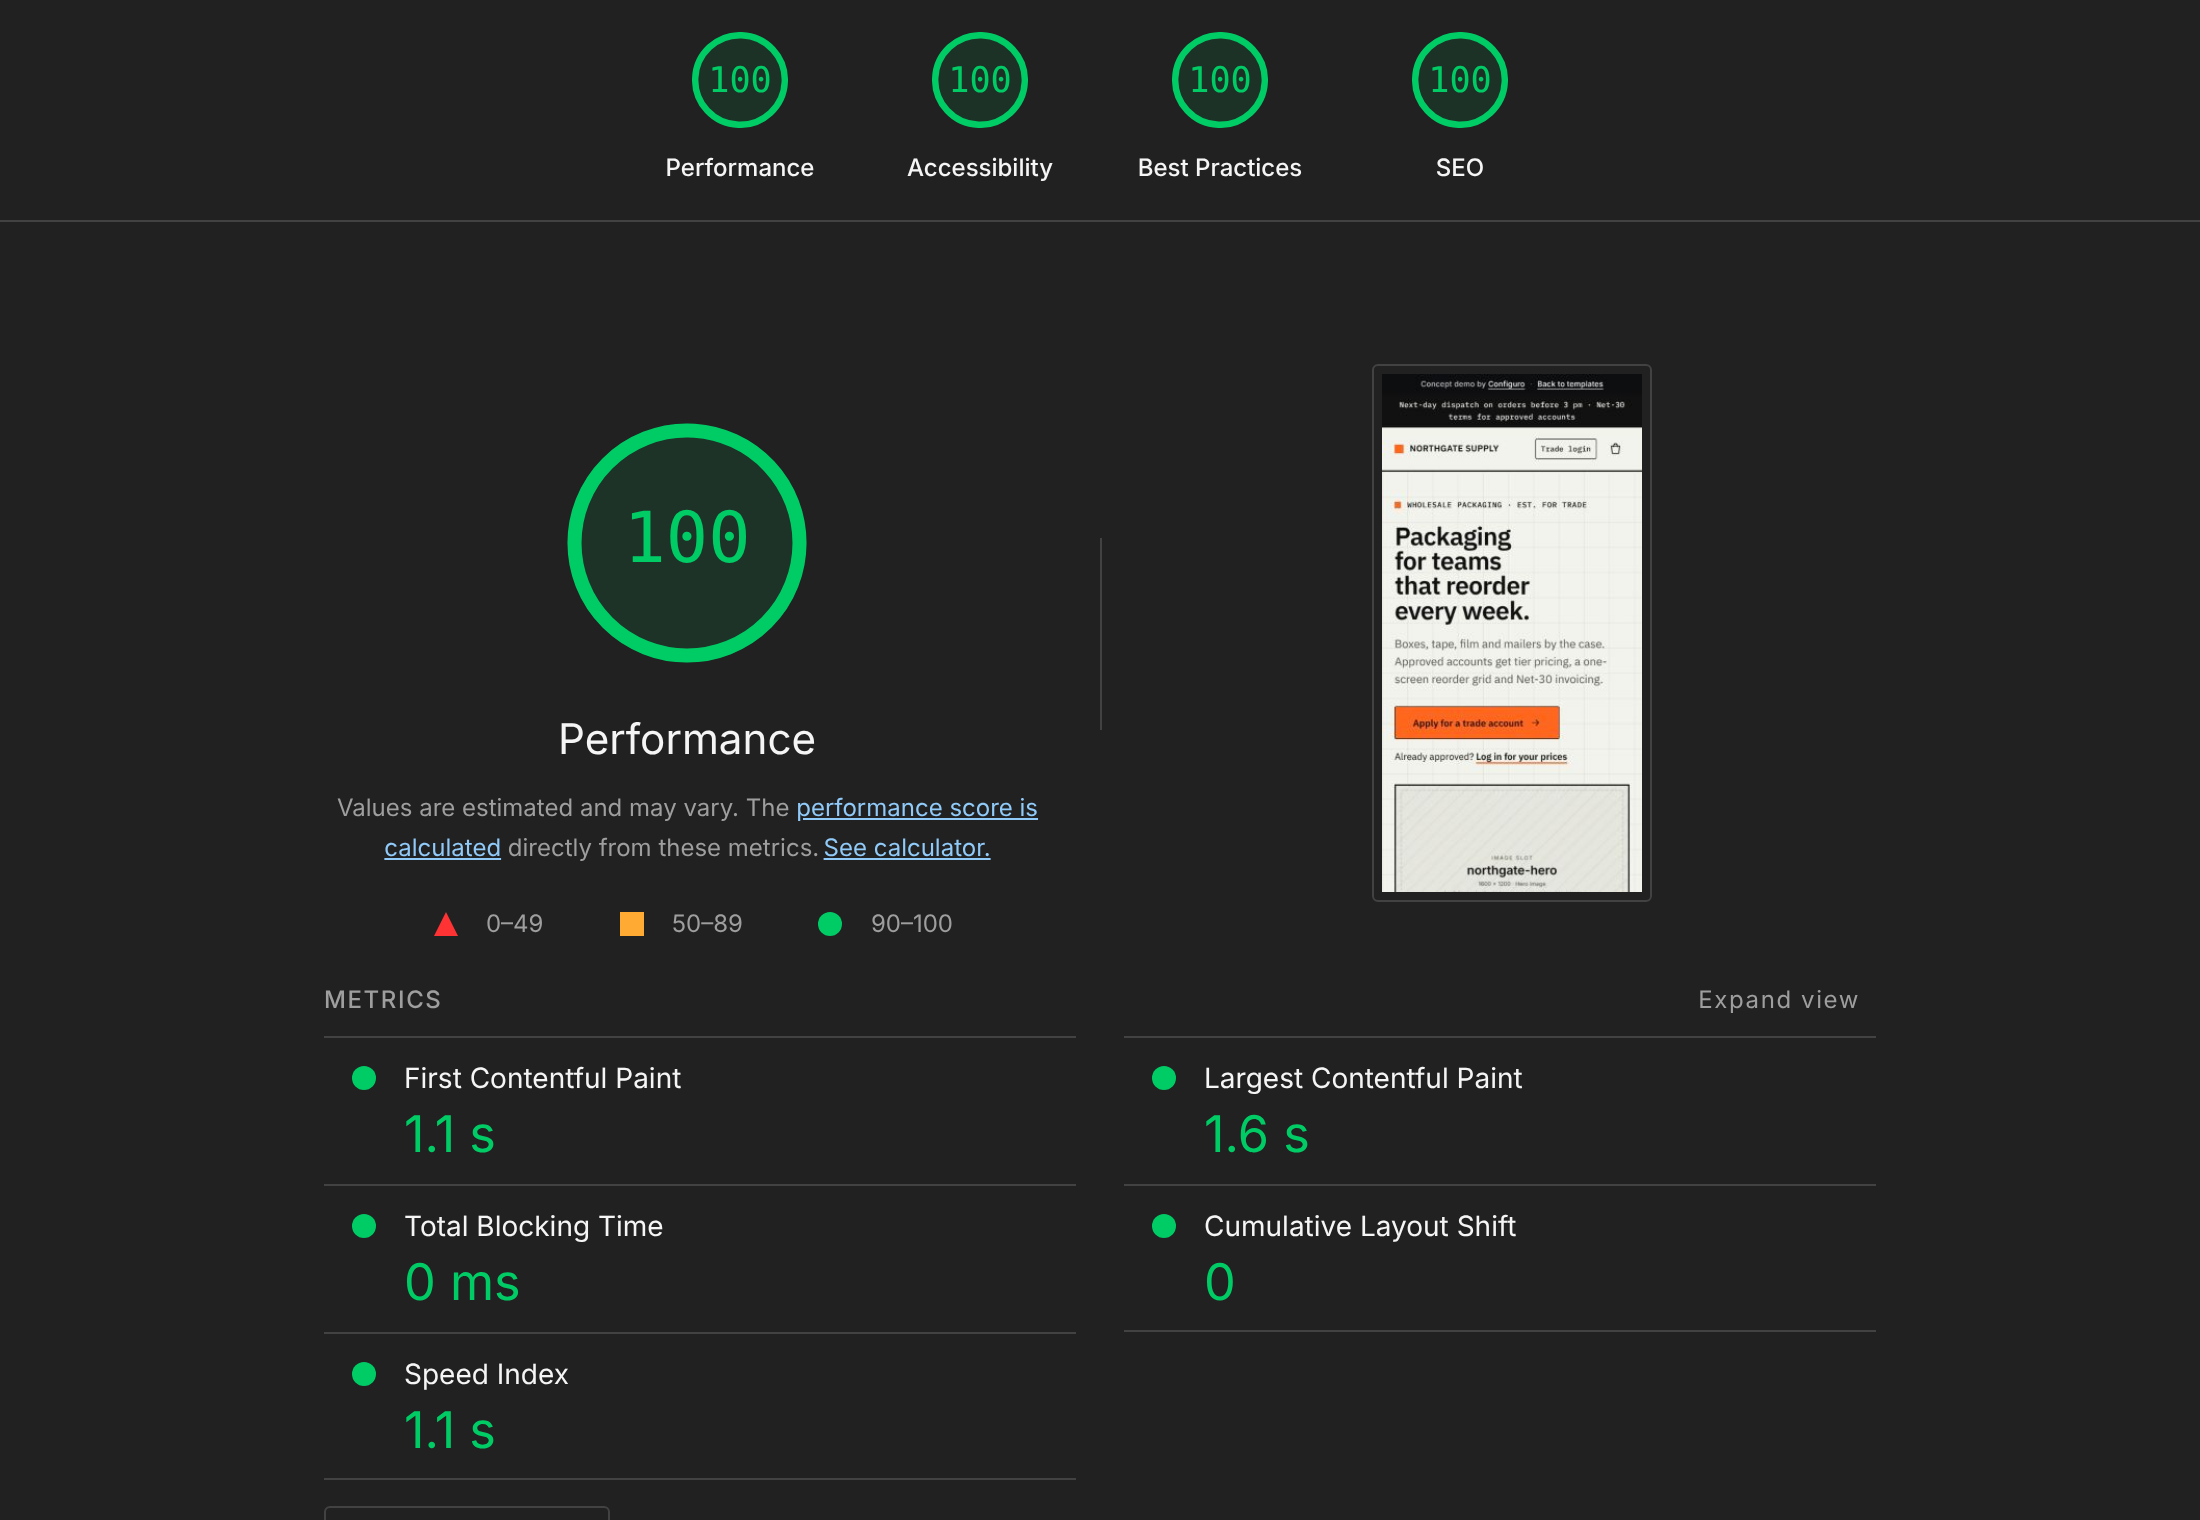 100
100
100
100
Performance
Accessibility
Best Practices
SEO
100
Performance
Values are estimated and may vary. The performance score is
calculated directly from these metrics. See calculator.
0–49
50–89
90–100
Concept demo by Configuro · Back to templates
Next-day dispatch on orders before 3 pm · Net-30
terms for approved accounts
NORTHGATE SUPPLY
Trade login
WHOLESALE PACKAGING · EST. FOR TRADE
Packaging
for teams
that reorder
every week.
Boxes, tape, film and mailers by the case.
Approved accounts get tier pricing, a one-
screen reorder grid and Net-30 invoicing.
Apply for a trade account →
Already approved? Log in for your prices
IMAGE SLOT
northgate-hero
1600 × 1200 · Hero image
METRICS
Expand view
First Contentful Paint
1.1 s
Largest Contentful Paint
1.6 s
Total Blocking Time
0 ms
Cumulative Layout Shift
0
Speed Index
1.1 s